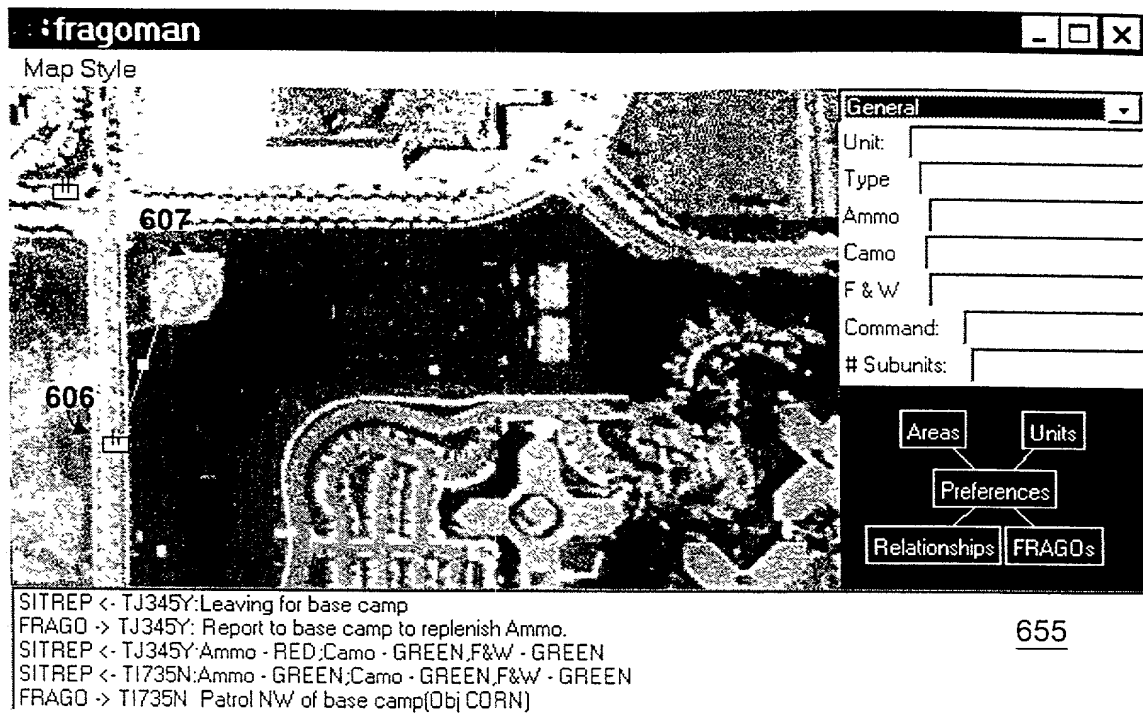 fragoman
Map Style
607
606
General
Unit:
Type
Ammo
Camo
F & W
Command:
# Subunits:
Areas Units
Preferences
Relationships FRAGOs
SITREP <- TJ345Y:Leaving for base camp
FRAGO -> TJ345Y: Report to base camp to replenish Ammo.
SITREP <- TJ345Y:Ammo - RED;Camo - GREEN,F&W - GREEN
SITREP <- TI735N:Ammo - GREEN;Camo - GREEN,F&W - GREEN
FRAGO -> TI735N Patrol NW of base camp(Obj CORN)
655